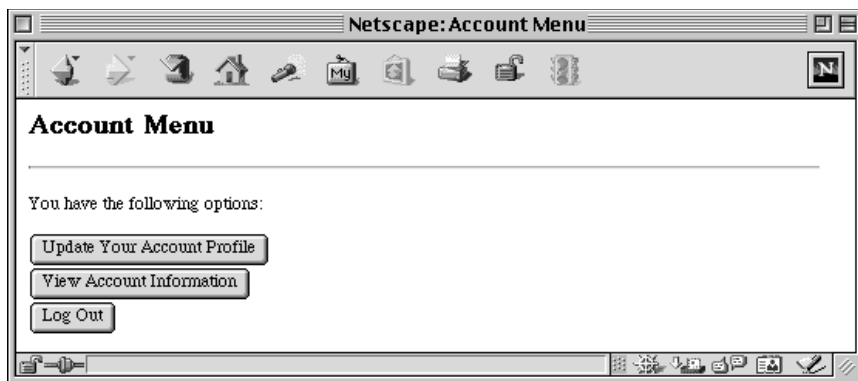 Netscape: Account Menu
My
N
Account Menu
You have the following options:
Update Your Account Profile
View Account Information
Log Out